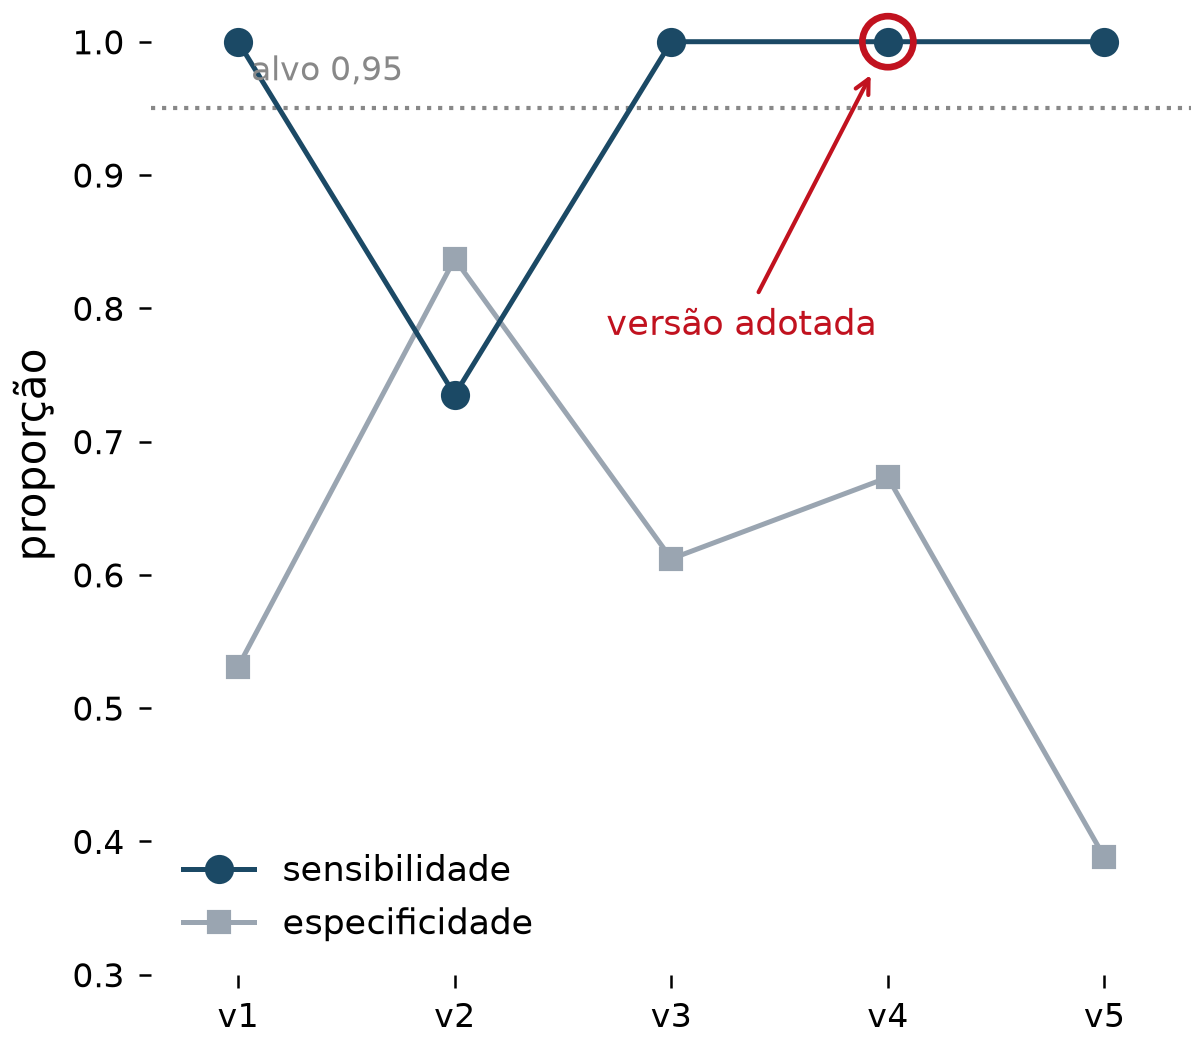 1.0
alvo 0,95
0.9
0.8
versão adotada
0.7
proporção
0.6
0.5
0.4
sensibilidade
especificidade
0.3
v1 v2 v3 v4 v5